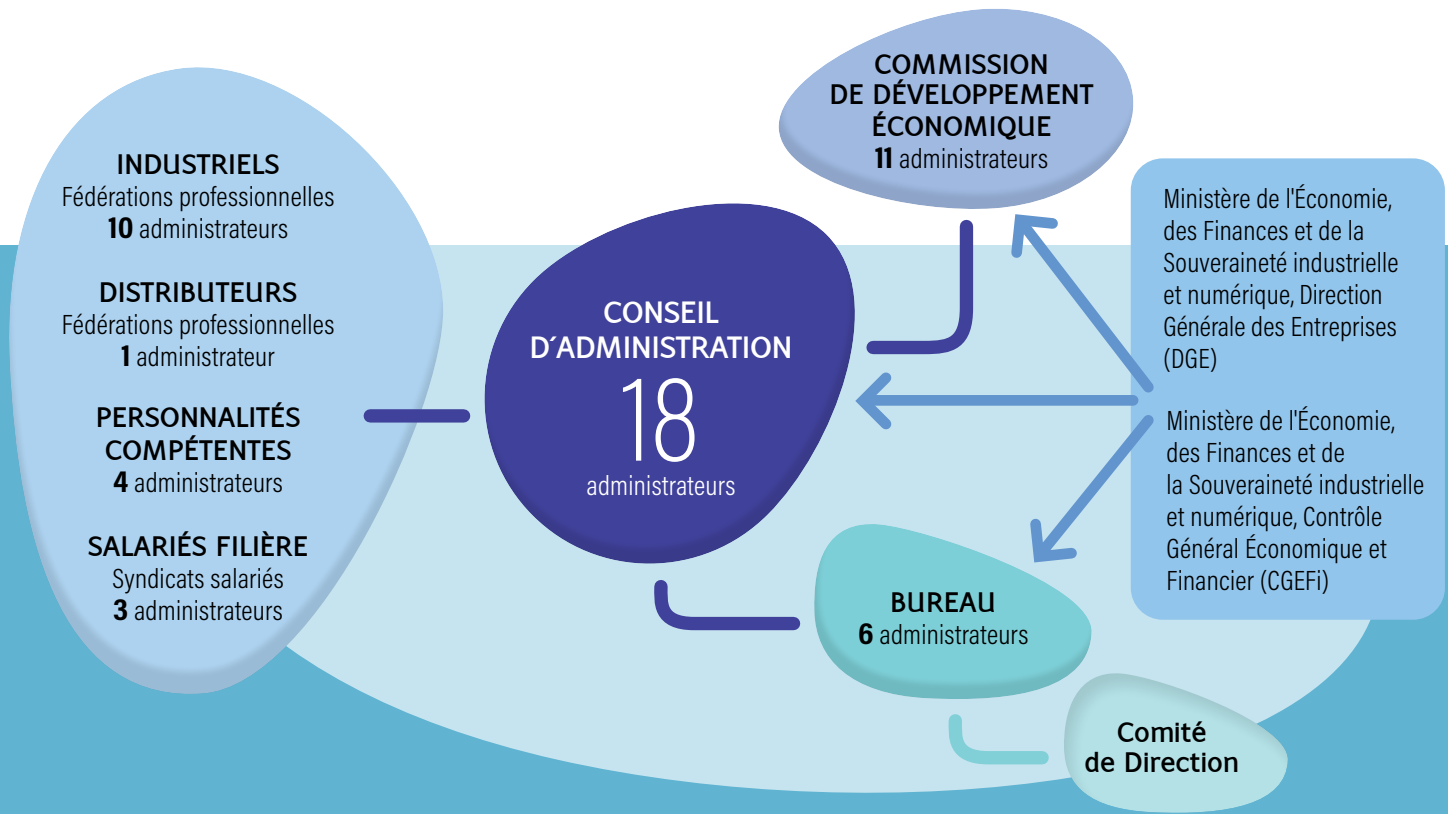 INDUSTRIELS
Fédérations professionnelles
10 administrateurs
DISTRIBUTEURS
Fédérations professionnelles
1 administrateur
PERSONNALITÉS
COMPÉTENTES
4 administrateurs
SALARIÉS FILIÈRE
Syndicats salariés
3 administrateurs
CONSEIL
D´ADMINISTRATION
18
administrateurs
COMMISSION
DE DÉVELOPPEMENT
ÉCONOMIQUE
11 administrateurs
BUREAU
6 administrateurs
Comité
de Direction
Ministère de l'Économie,
des Finances et de la
Souveraineté industrielle
et numérique, Direction
Générale des Entreprises
(DGE)
Ministère de l'Économie,
des Finances et de
la Souveraineté industrielle
et numérique, Contrôle
Général Économique et
Financier (CGEFi)